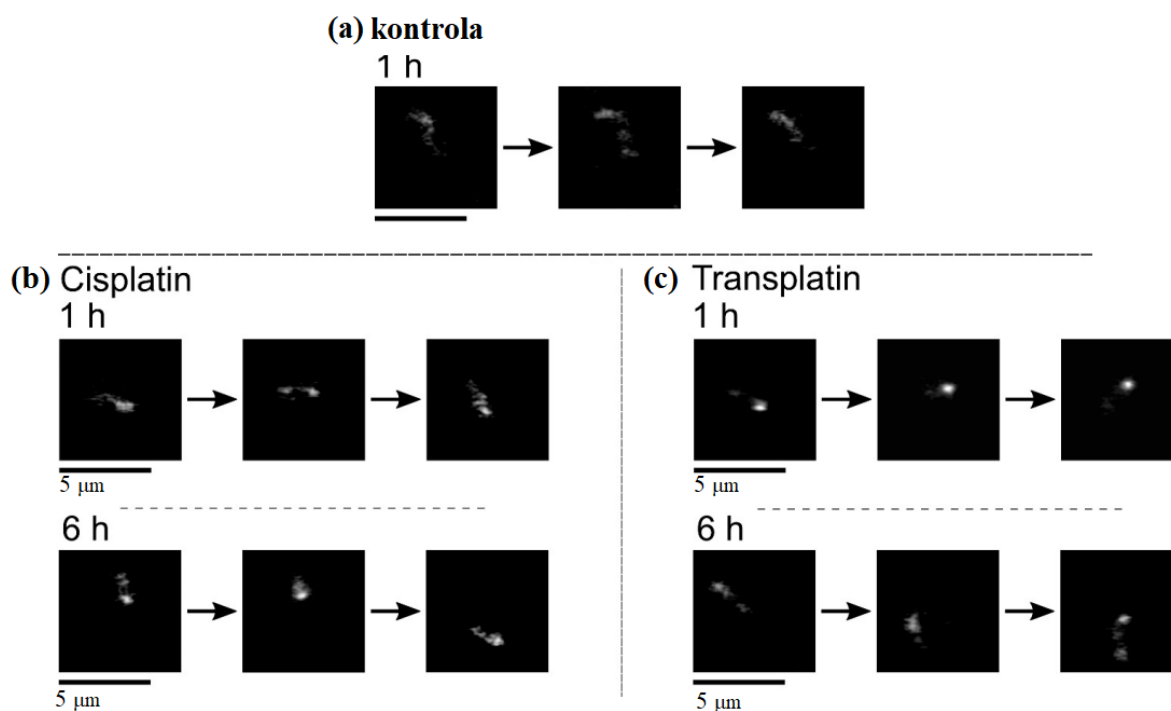 (a) kontrola
1 h
(b) Cisplatin
1 h
5 μm
6 h
5 μm
(c) Transplatin
1 h
5 μm
6 h
5 μm